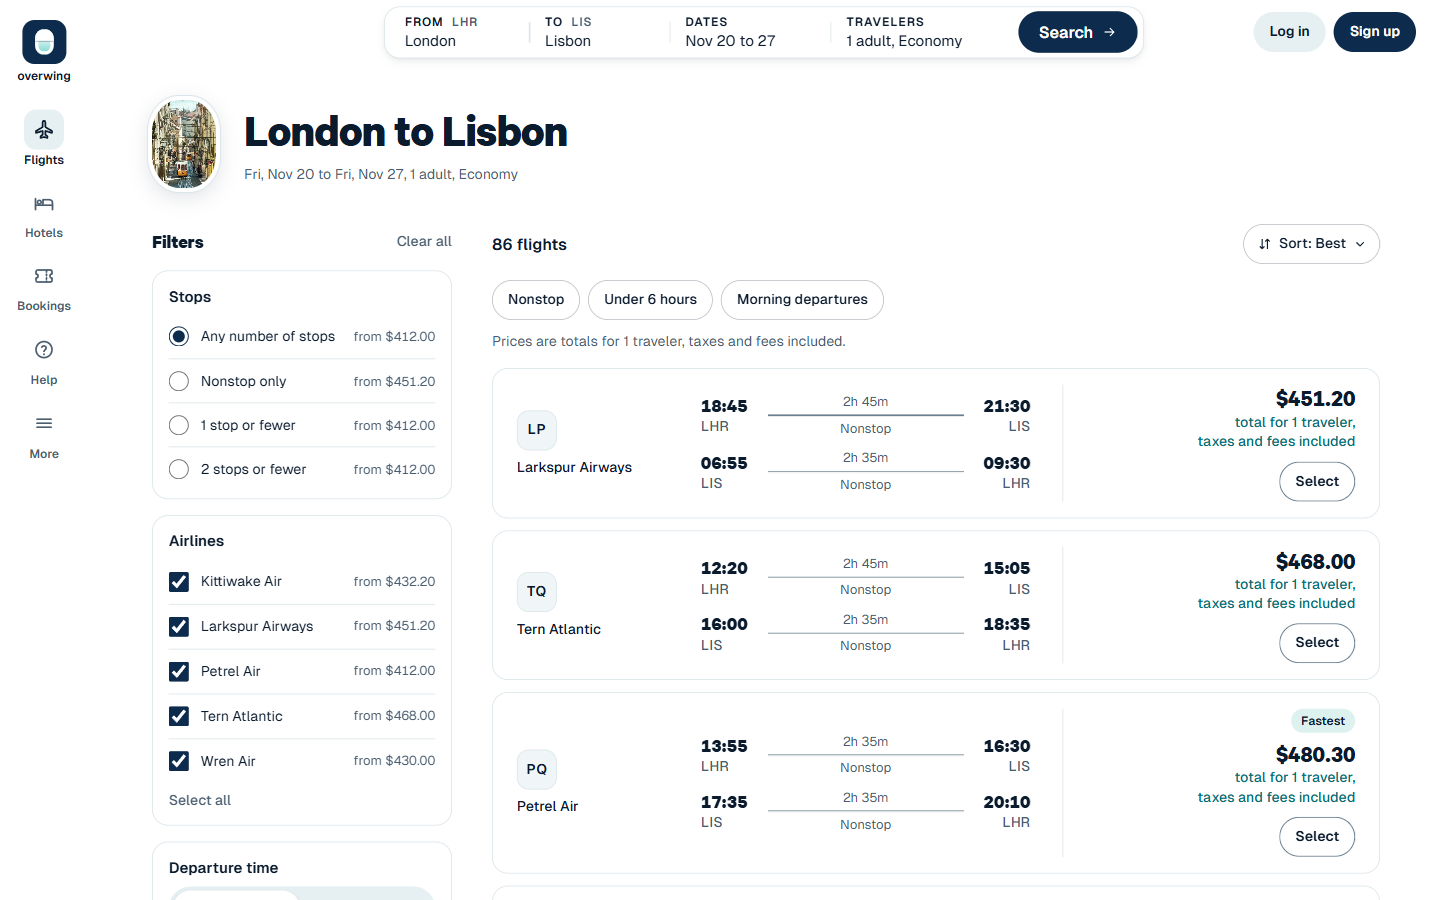 overwing
Flights
Hotels
Bookings
Help
More
FROM LHR
London
TO LIS
Lisbon
DATES
Nov 20 to 27
TRAVELERS
1 adult, Economy
Search
Log in
Sign up
London to Lisbon
Fri, Nov 20 to Fri, Nov 27, 1 adult, Economy
Filters
Clear all
Stops
Any number of stops from $412.00
Nonstop only from $451.20
1 stop or fewer from $412.00
2 stops or fewer from $412.00
Airlines
Kittiwake Air from $432.20
Larkspur Airways from $451.20
Petrel Air from $412.00
Tern Atlantic from $468.00
Wren Air from $430.00
Select all
Departure time
86 flights
Sort: Best
Nonstop
Under 6 hours
Morning departures
Prices are totals for 1 traveler, taxes and fees included.
LP
Larkspur Airways
18:45 2h 45m 21:30
LHR Nonstop LIS
06:55 2h 35m 09:30
LIS Nonstop LHR
$451.20
total for 1 traveler,
taxes and fees included
Select
TQ
Tern Atlantic
12:20 2h 45m 15:05
LHR Nonstop LIS
16:00 2h 35m 18:35
LIS Nonstop LHR
$468.00
total for 1 traveler,
taxes and fees included
Select
PQ
Petrel Air
13:55 2h 35m 16:30
LHR Nonstop LIS
17:35 2h 35m 20:10
LIS Nonstop LHR
Fastest
$480.30
total for 1 traveler,
taxes and fees included
Select